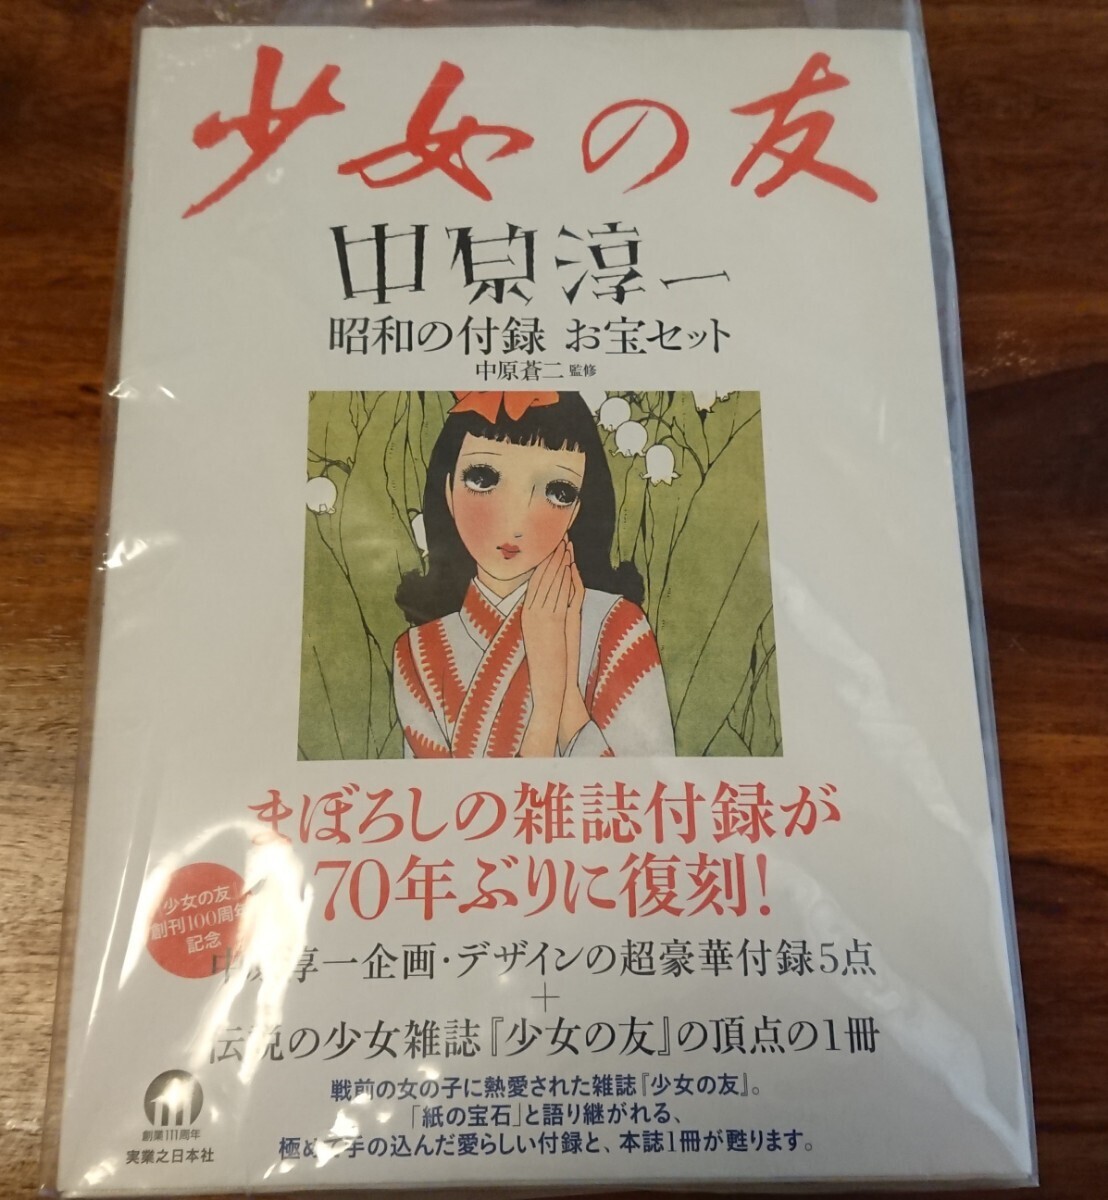 少女の友
中原淳一
昭和の付録 お宝セット
中原蒼二 監修
まぼろしの雑誌付録が
70年ぶりに復刻!
少女の友
創刊100周年
記念
中原淳一企画・デザインの超豪華付録5点
+
伝説の少女雑誌『少女の友』の頂点の1冊
戦前の女の子に熱愛された雑誌『少女の友』。
「紙の宝石」と語り継がれる、
極めて手の込んだ愛らしい付録と、本誌1冊が甦ります。
創業111周年
実業之日本社